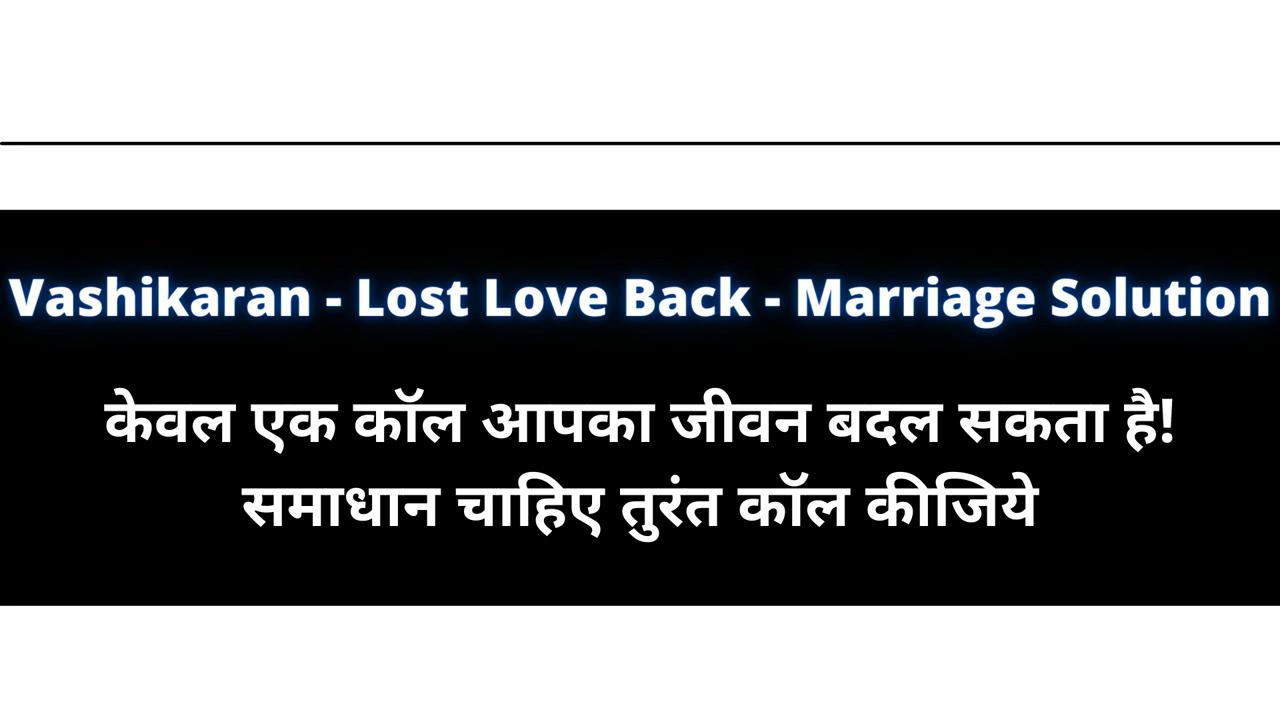 Vashikaran - Lost Love Back - Marriage Solution
केवल एक कॉल आपका जीवन बदल सकता है!
समाधान चाहिए तुरंत कॉल कीजिये